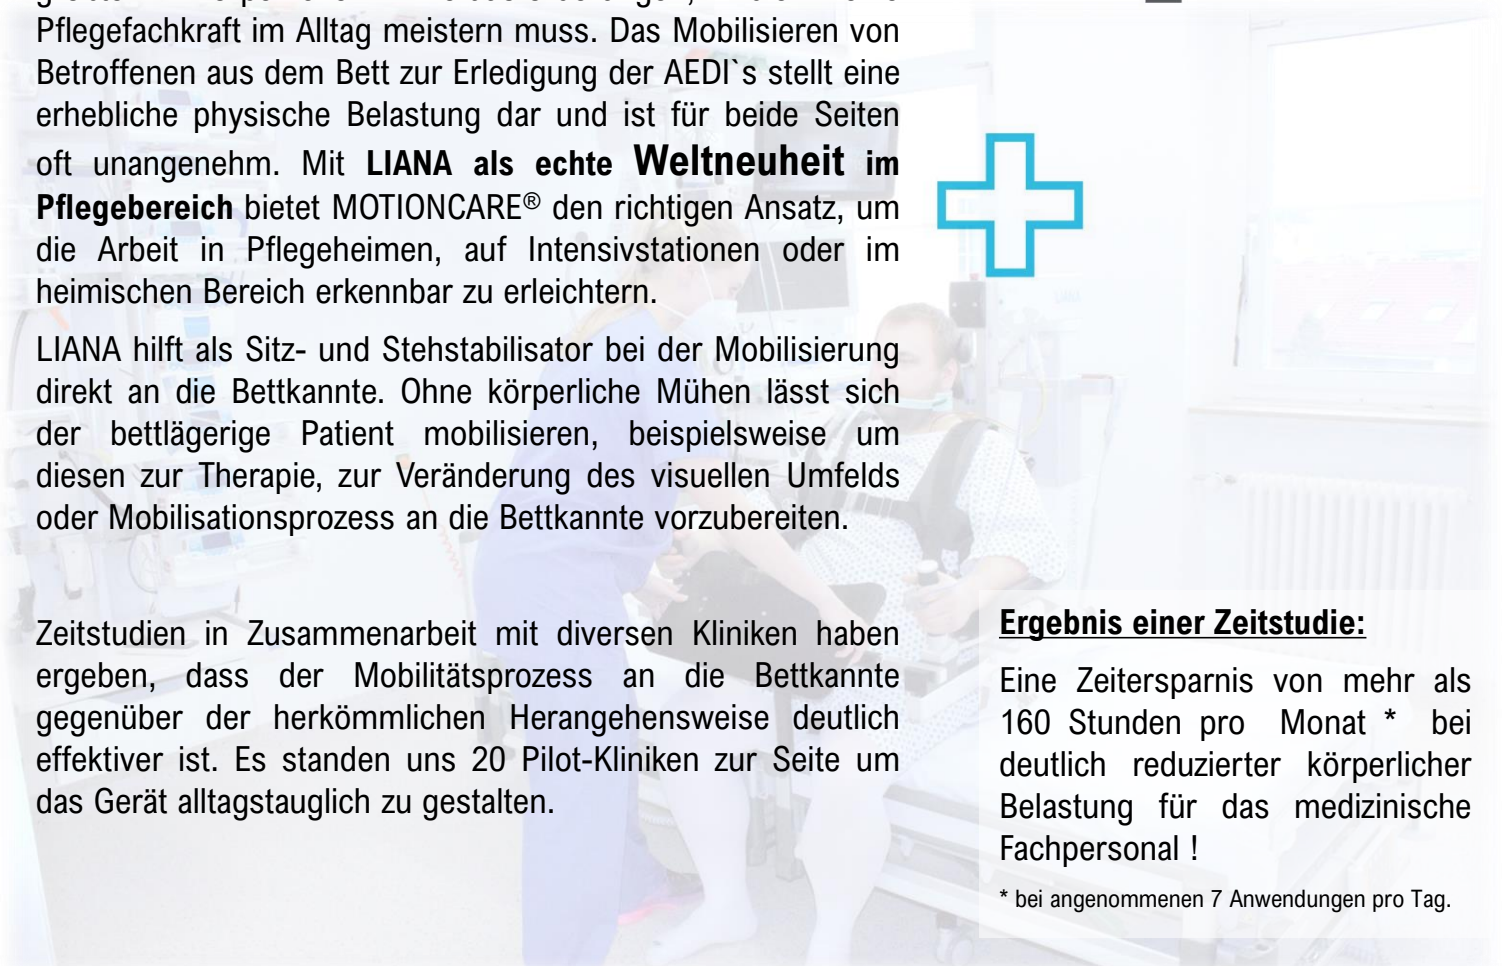 Pflegefachkraft im Alltag meistern muss. Das Mobilisieren von
Betroffenen aus dem Bett zur Erledigung der AEDI`s stellt eine
erhebliche physische Belastung dar und ist für beide Seiten
oft unangenehm. Mit LIANA als echte Weltneuheit im
Pflegebereich bietet MOTIONCARE® den richtigen Ansatz, um
die Arbeit in Pflegeheimen, auf Intensivstationen oder im
heimischen Bereich erkennbar zu erleichtern.
LIANA hilft als Sitz- und Stehstabilisator bei der Mobilisierung
direkt an die Bettkannte. Ohne körperliche Mühen lässt sich
der bettlägerige Patient mobilisieren, beispielsweise um
diesen zur Therapie, zur Veränderung des visuellen Umfelds
oder Mobilisationsprozess an die Bettkannte vorzubereiten.
Zeitstudien in Zusammenarbeit mit diversen Kliniken haben
ergeben, dass der Mobilitätsprozess an die Bettkannte
gegenüber der herkömmlichen Herangehensweise deutlich
effektiver ist. Es standen uns 20 Pilot-Kliniken zur Seite um
das Gerät alltagstauglich zu gestalten.
Ergebnis einer Zeitstudie:
Eine Zeitersparnis von mehr als
160 Stunden pro Monat * bei
deutlich reduzierter körperlicher
Belastung für das medizinische
Fachpersonal !
* bei angenommenen 7 Anwendungen pro Tag.